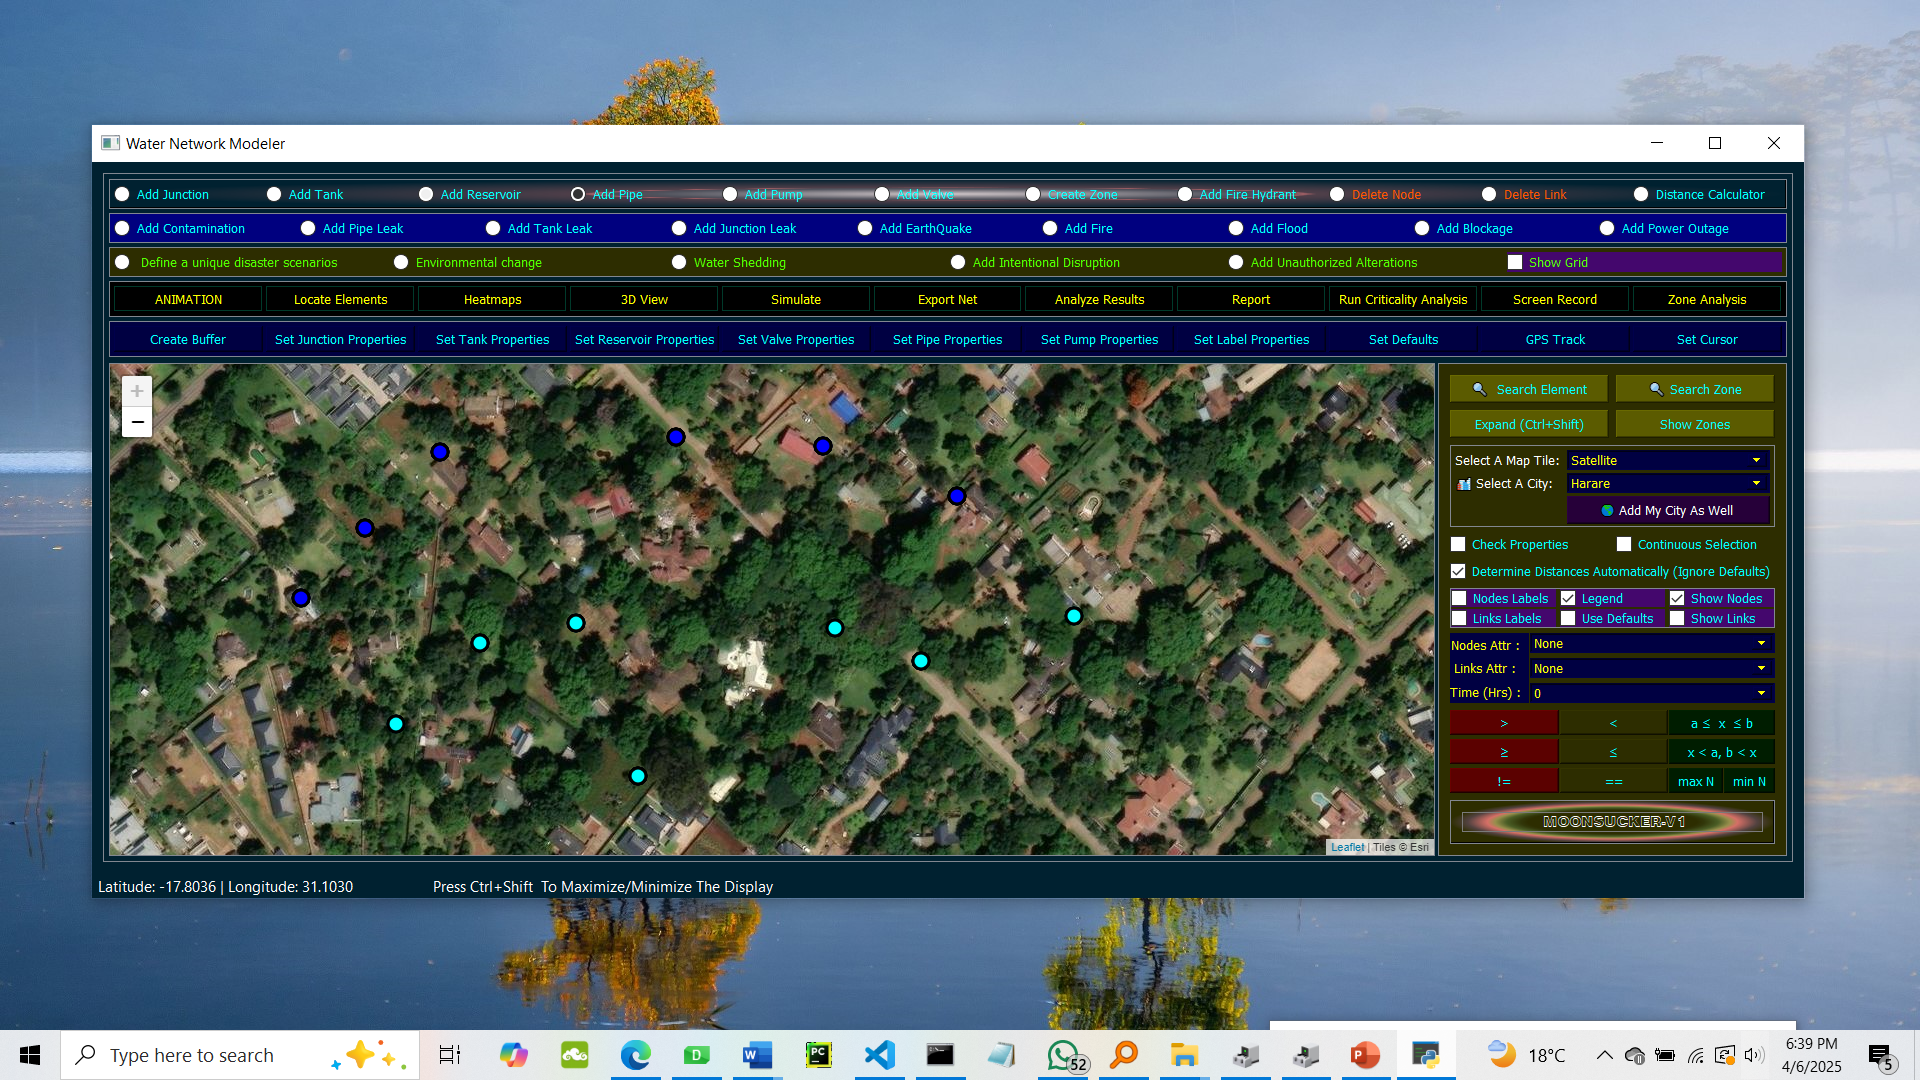 Water Network Modeler
Add Junction Add Tank Add Reservoir Add Pipe Add Pump Add Valve Create Zone Add Fire Hydrant Delete Node Delete Link Distance Calculator
Add Contamination Add Pipe Leak Add Tank Leak Add Junction Leak Add EarthQuake Add Fire Add Flood Add Blockage Add Power Outage
Define a unique disaster scenarios Environmental change Water Shedding Add Intentional Disruption Add Unauthorized Alterations Show Grid
ANIMATION Locate Elements Heatmaps 3D View Simulate Export Net Analyze Results Report Run Criticality Analysis Screen Record Zone Analysis
Create Buffer Set Junction Properties Set Tank Properties Set Reservoir Properties Set Valve Properties Set Pipe Properties Set Pump Properties Set Label Properties Set Defaults GPS Track Set Cursor
+
−
Leaflet | Tiles © Esri
Search Element Search Zone
Expand (Ctrl+Shift) Show Zones
Select A Map Tile: Satellite
Select A City: Harare
Add My City As Well
Check Properties Continuous Selection
Determine Distances Automatically (Ignore Defaults)
Nodes Labels Legend Show Nodes
Links Labels Use Defaults Show Links
Nodes Attr : None
Links Attr : None
Time (Hrs) : 0
> < a ≤ x ≤ b
≥ ≤ x < a, b < x
!= == max N min N
MOONSUCKER-V1
Latitude: -17.8036 | Longitude: 31.1030 Press Ctrl+Shift To Maximize/Minimize The Display
Type here to search D W PC 52 P 18°C 6:39 PM
4/6/2025 5